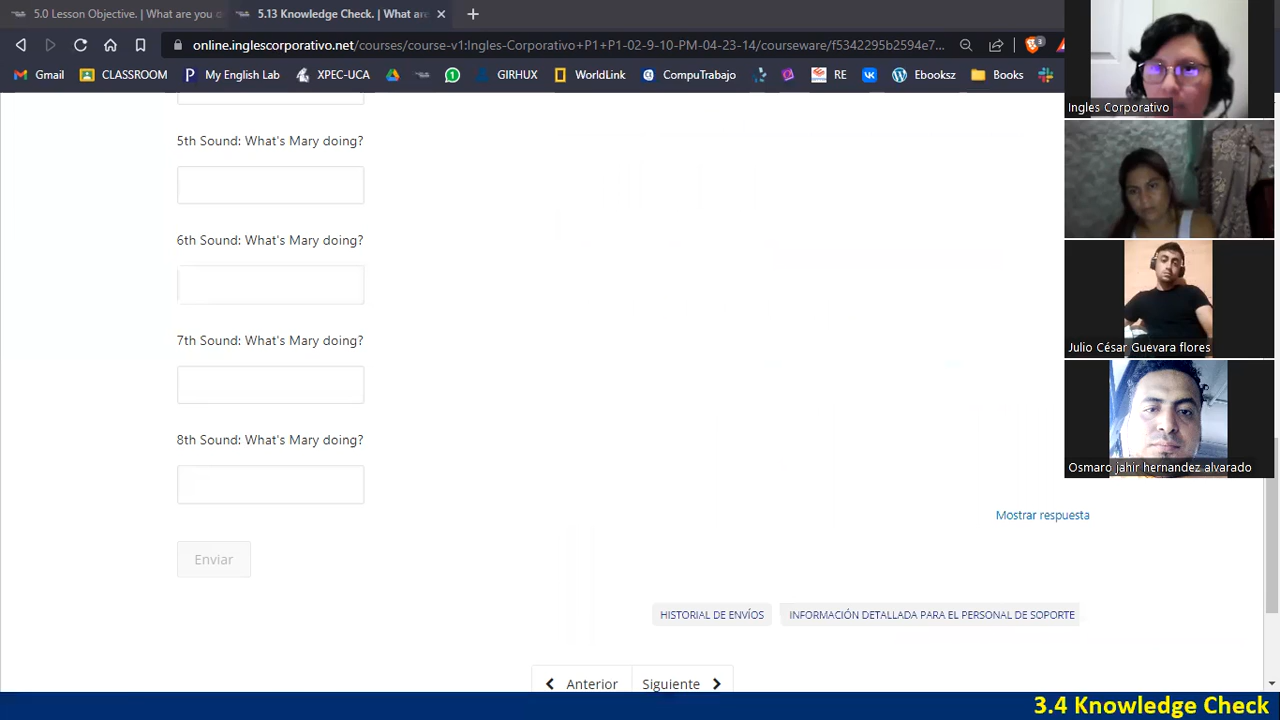 5.0 Lesson Objective. | What are you d
5.13 Knowledge Check. | What are
online.inglescorporativo.net/courses/course-v1:Ingles-Corporativo+P1+P1-02-9-10-PM-04-23-14/courseware/f5342295b2594e7...
3
Gmail
CLASSROOM
My English Lab
XPEC-UCA
GIRHUX
WorldLink
CompuTrabajo
RE
Ebooksz
Books
Ingles Corporativo
5th Sound: What's Mary doing?
6th Sound: What's Mary doing?
7th Sound: What's Mary doing?
Julio César Guevara flores
8th Sound: What's Mary doing?
Osmaro jahir hernandez alvarado
Mostrar respuesta
Enviar
HISTORIAL DE ENVÍOS
INFORMACIÓN DETALLADA PARA EL PERSONAL DE SOPORTE
Anterior
Siguiente
3.4 Knowledge Check